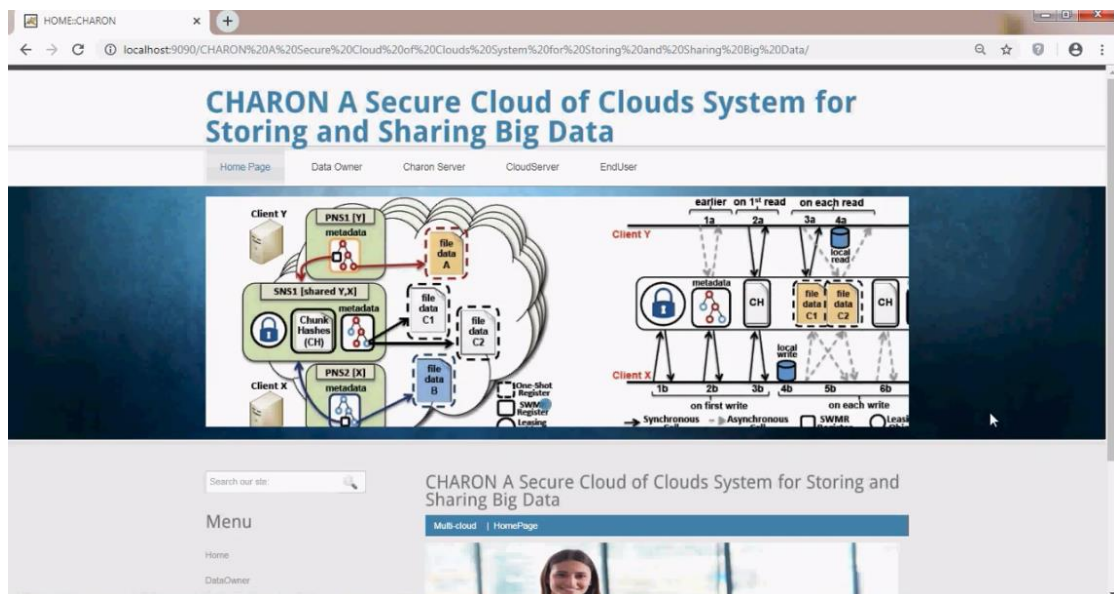 HOME::CHARON
localhost:9090/CHARON%20A%20Secure%20Cloud%20of%20Clouds%20System%20for%20Storing%20and%20Sharing%20Big%20Data/
CHARON A Secure Cloud of Clouds System for
Storing and Sharing Big Data
Home Page
Data Owner
Charon Server
CloudServer
EndUser
Client Y
PNS1 [Y]
metadata
file
data
A
SNS1 [shared Y,X]
Chunk
Hashes
(CH)
metadata
file
data
C1
file
data
C2
PNS2 [X]
metadata
file
data
B
Client X
One-Shot
Register
SWMR
Register
Leasing
earlier on 1st read on each read
1a 2a 3a 4a
Client Y
local
read
metadata
CH
file
data
C1
file
data
C2
CH
local
write
Client X
1b 2b 3b 4b 5b 6b
on first write on each write
Synchronous
Asynchronous
SWMR
Search our site:
Menu
Home
DataOwner
CHARON A Secure Cloud of Clouds System for Storing and
Sharing Big Data
Multi-cloud | HomePage